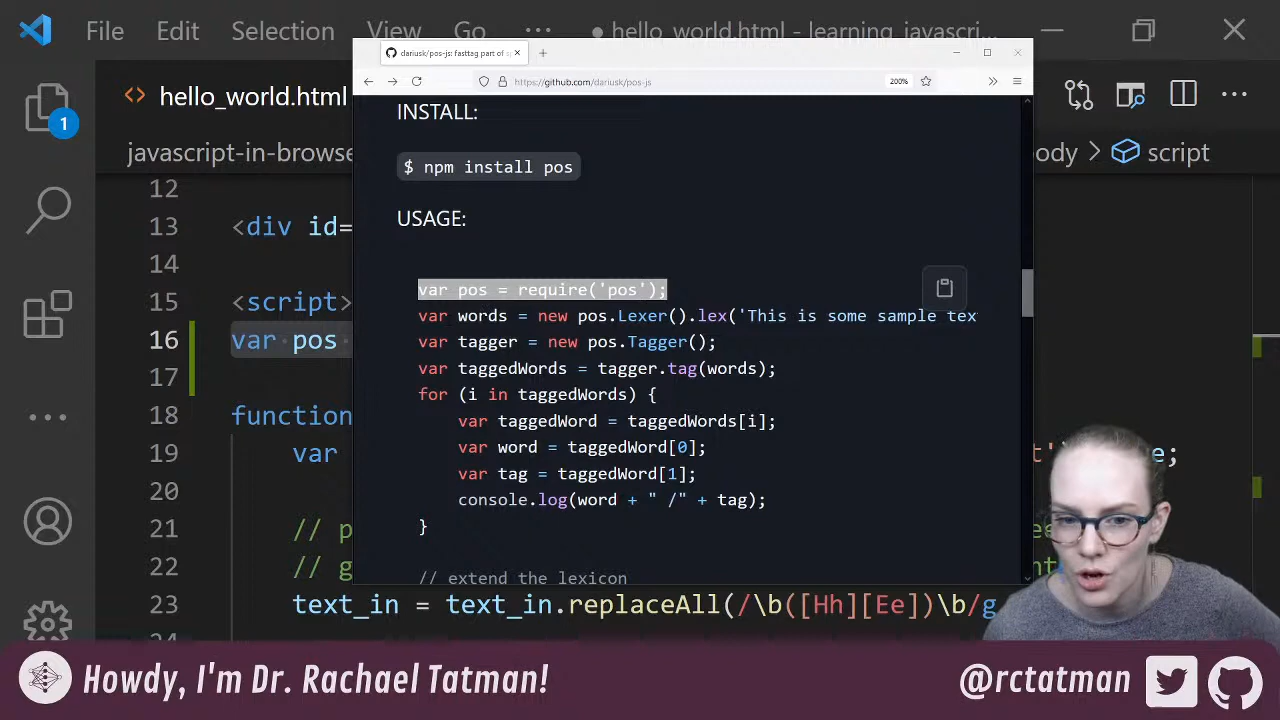 File Edit Selection View Go ··· ● hello_world.html - learning_javascri...
hello_world.html
1
javascript-in-browse
ody > script
dariusk/pos-js: fasttag part of s
https://github.com/dariusk/pos-js
200%
INSTALL:
$ npm install pos
USAGE:
var pos = require('pos');
var words = new pos.Lexer().lex('This is some sample tex
var tagger = new pos.Tagger();
var taggedWords = tagger.tag(words);
for (i in taggedWords) {
var taggedWord = taggedWords[i];
var word = taggedWord[0];
var tag = taggedWord[1];
console.log(word + " /" + tag);
}
// extend the lexicon
12
13 <div id=
14
15 <script>
16 var pos
17
18 function
19 var
20
21 // p
22 // g
23 text_in = text_in.replaceAll(/\b([Hh][Ee])\b/g
Howdy, I'm Dr. Rachael Tatman!
@rctatman